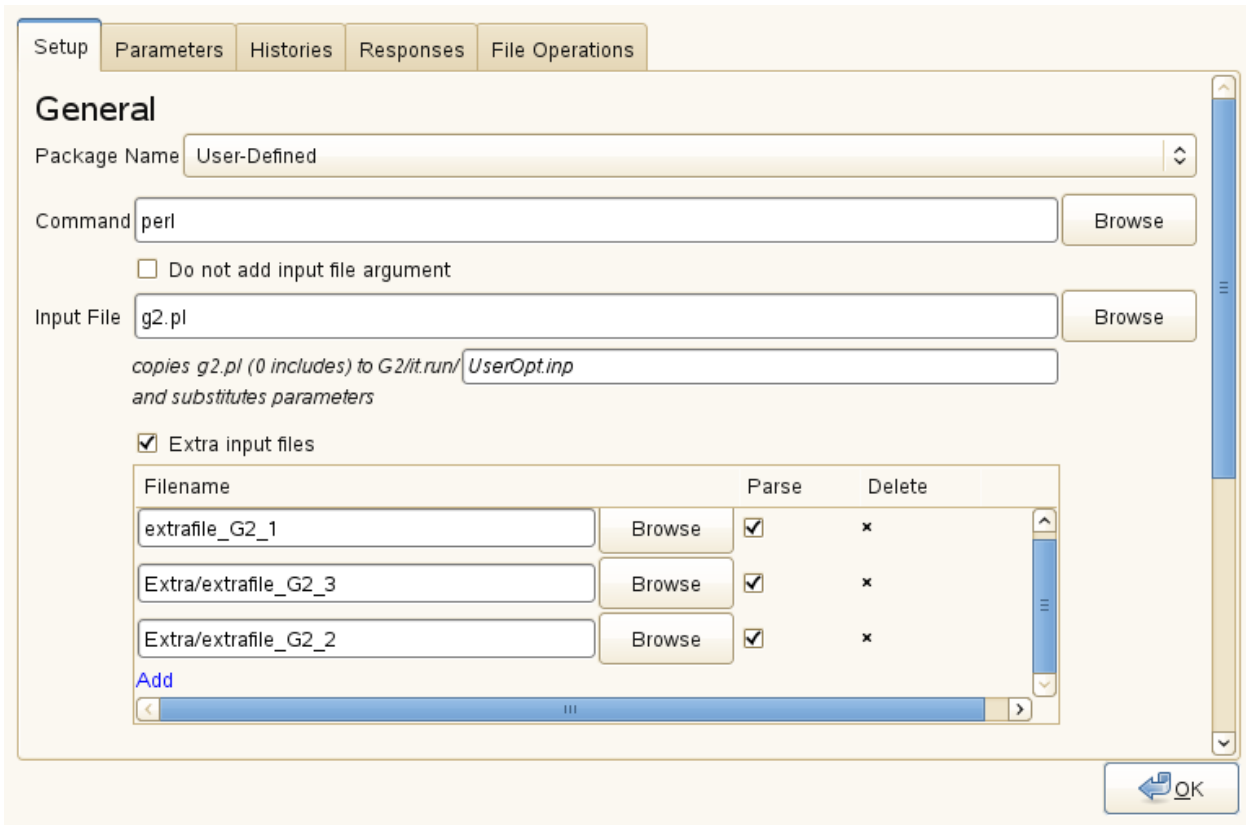 Setup Parameters Histories Responses File Operations
General
Package Name User-Defined
Command perl Browse
Do not add input file argument
Input File g2.pl Browse
copies g2.pl (0 includes) to G2/it.run/ UserOpt.inp
and substitutes parameters
Extra input files
Filename Parse Delete
extrafile_G2_1 Browse
Extra/extrafile_G2_3 Browse
Extra/extrafile_G2_2 Browse
Add
OK